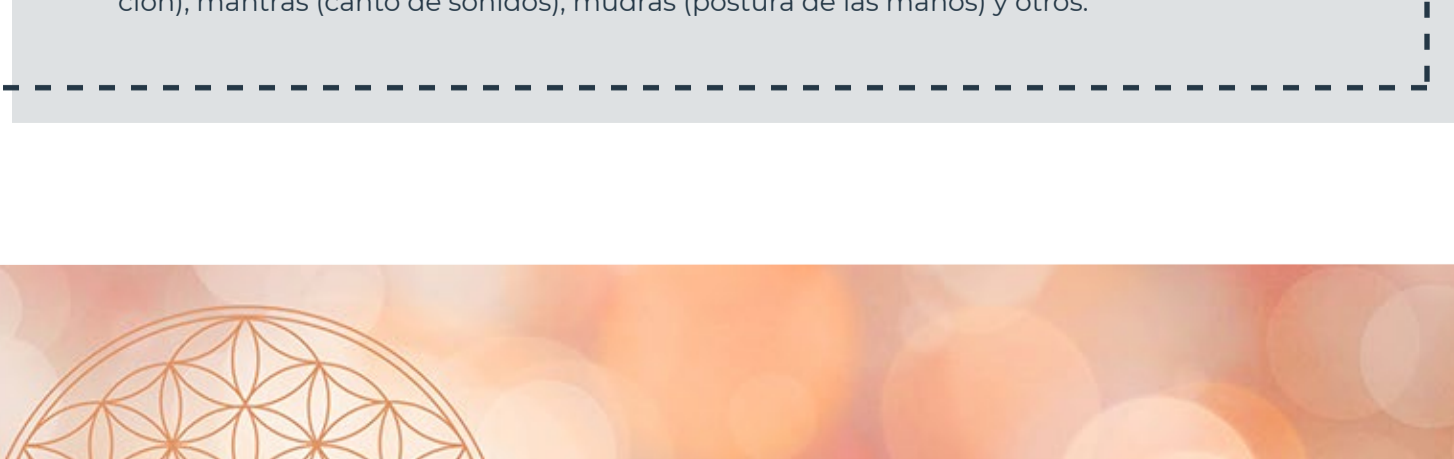 ción), mantras (canto de sonidos), mudras (postura de las manos) y otros.